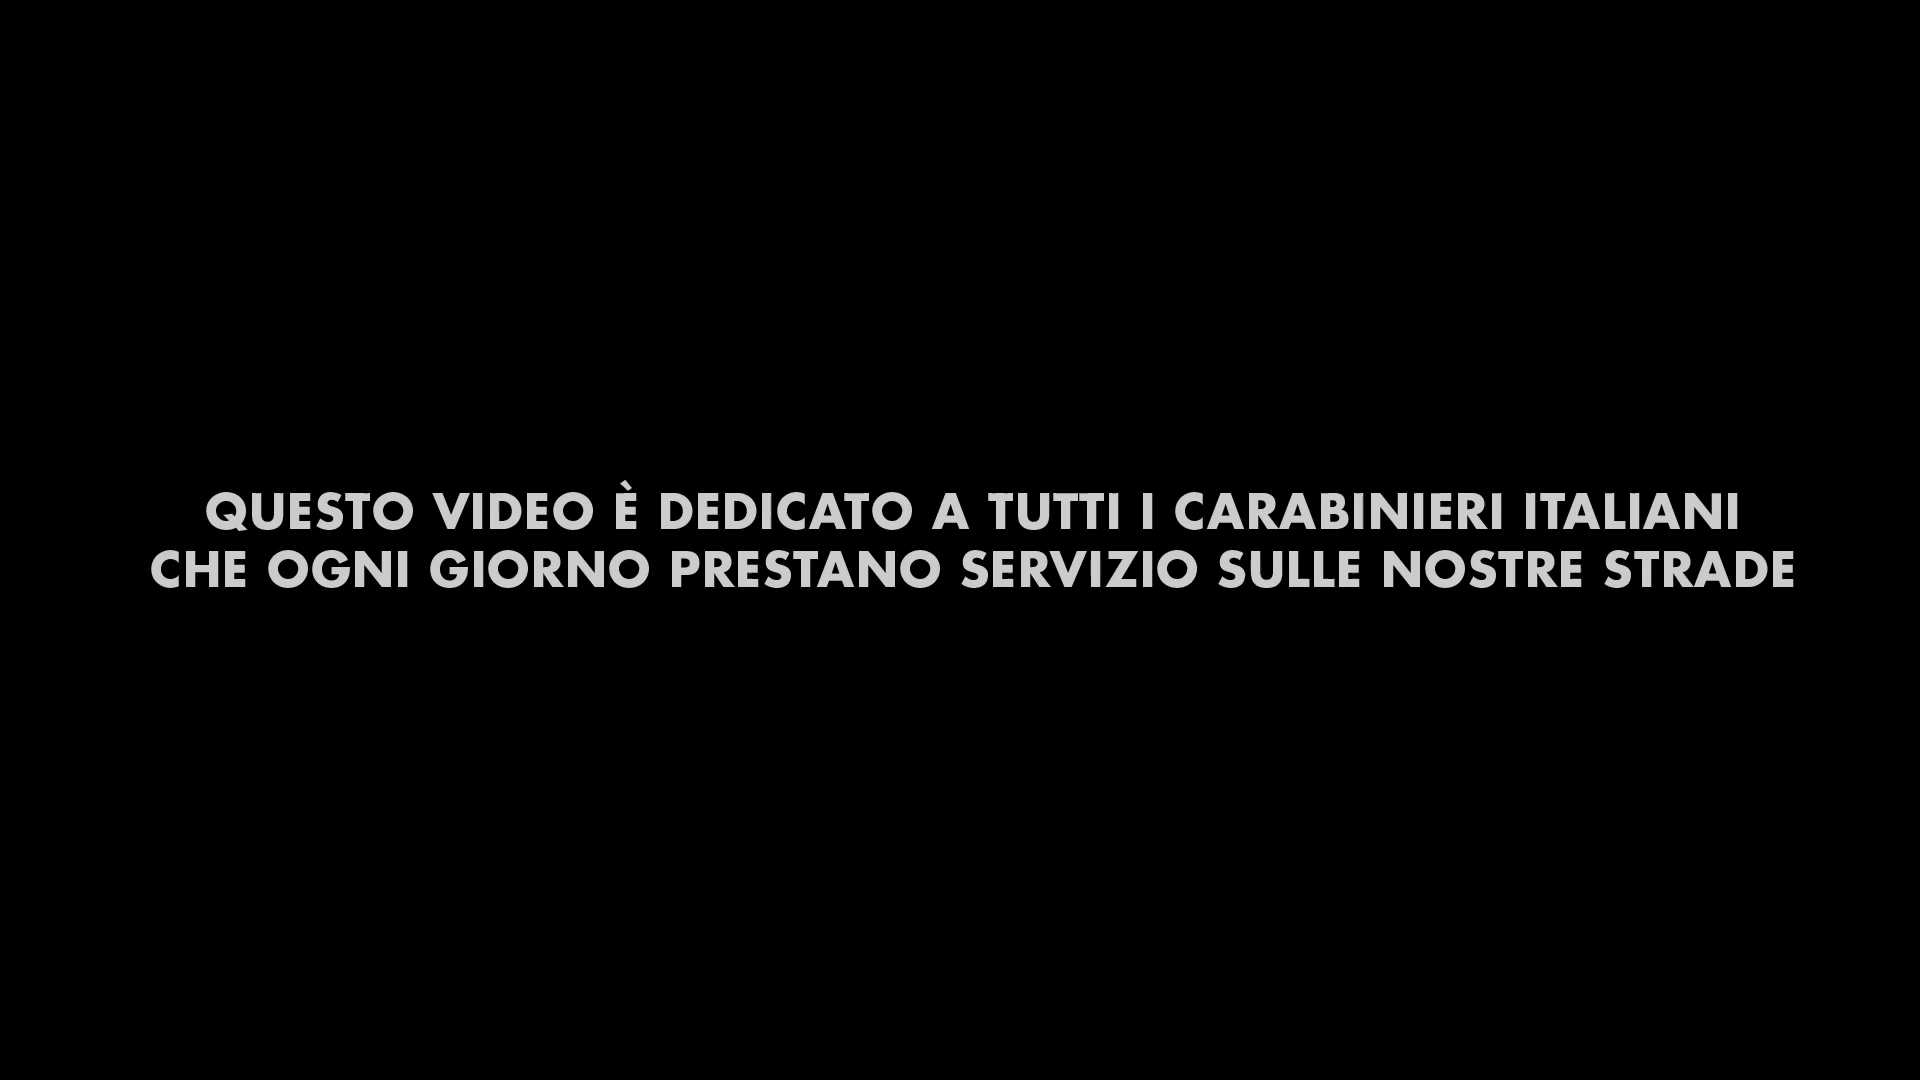 QUESTO VIDEO È DEDICATO A TUTTI I CARABINIERI ITALIANI
CHE OGNI GIORNO PRESTANO SERVIZIO SULLE NOSTRE STRADE